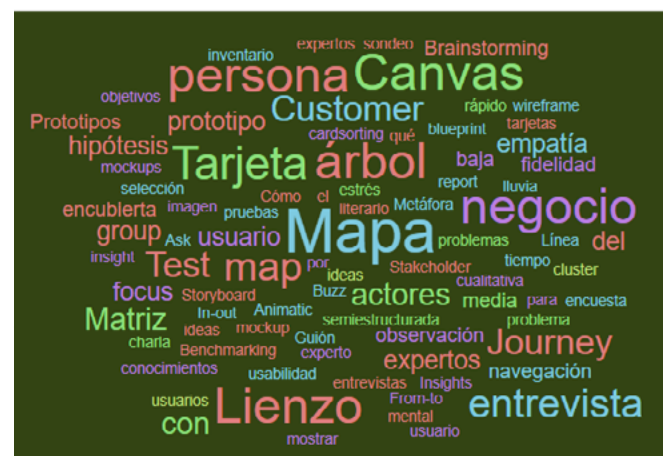 expertos sondeo Brainstorming
inventario
persona Canvas
objetivos
Customer rápido wireframe
Prototipos prototipo cardsorting qué blueprint tarjetas
hipótesis empatía
mockups Tarjeta árbol baja fidelidad
selección estrés report lluvia
Cómo el negocio
encubierta imagen pruebas literario Metáfora
group Ask usuario Mapa problemas Línea del
insight Test map por Stakeholder tiempo cluster
ideas cualitativa
focus Storyboard Buzz actores media para encuesta
In-out Animatic
Matriz semiestructurada problema
ideas mockup Guión observación
charla Journey
Benchmarking experto expertos
conocimientos usabilidad navegación
entrevistas Insights
usuarios Lienzo From-to entrevista
con mental
usuario
mostrar